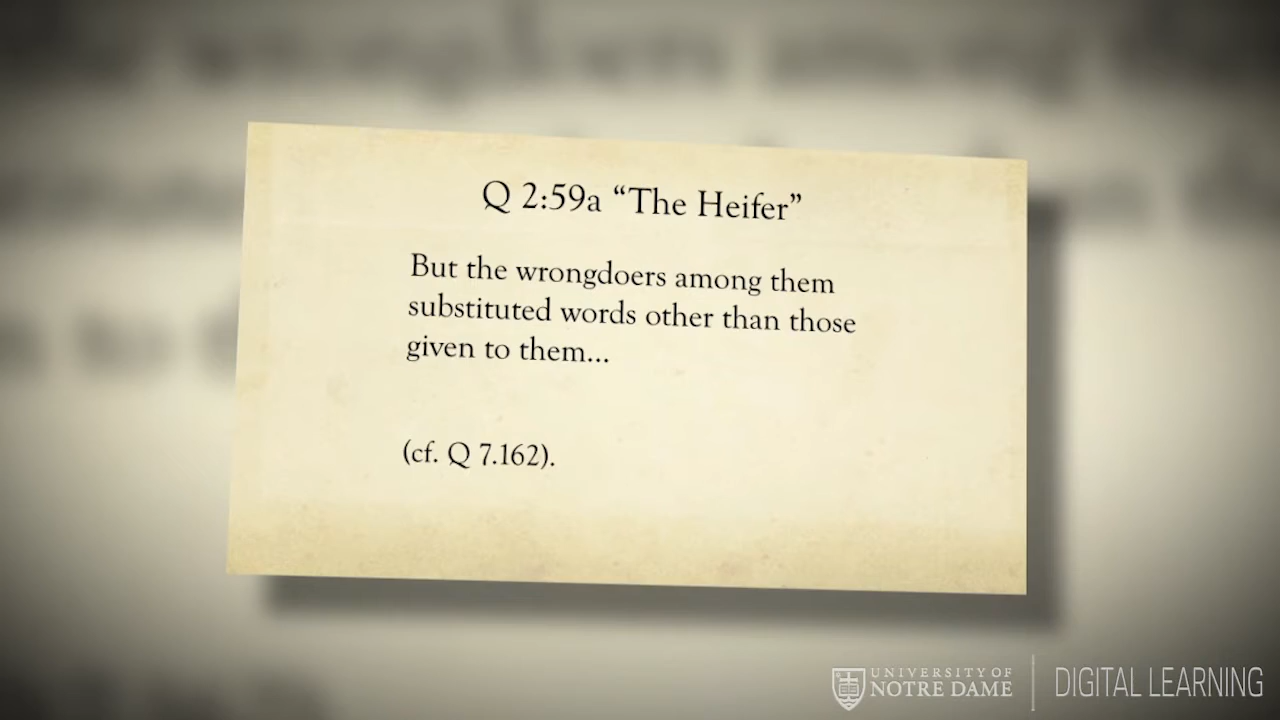 Q 2:59a “The Heifer”
But the wrongdoers among them
substituted words other than those
given to them...
(cf. Q 7.162).
UNIVERSITY OF
NOTRE DAME
DIGITAL LEARNING